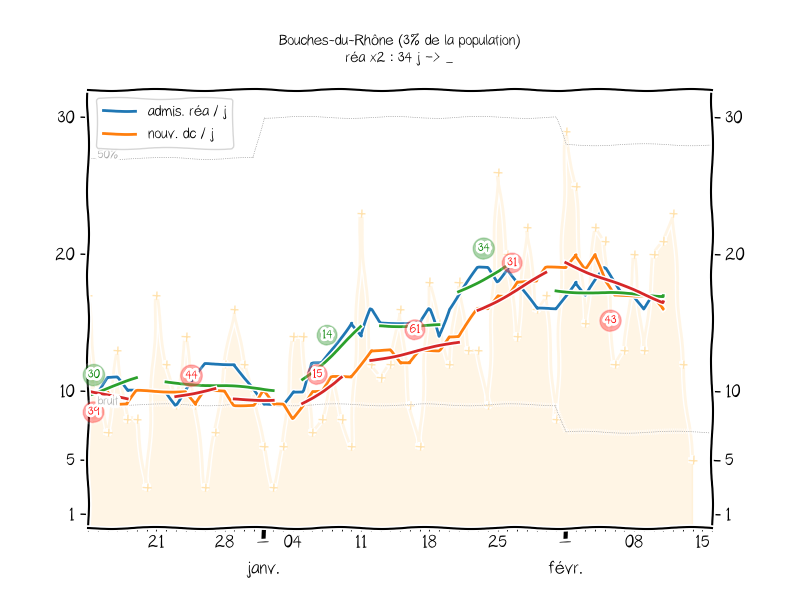 Bouches-du-Rhône (3% de la population)
réa x2 : 34 j -> _
admis. réa / j
nouv. dc / j
30 30
50%
34
31
20 20
14
61
43
30
44
15
10 10
bruit
39
5 5
1 1
21 28 04 11 18 25 08 15
janv. févr.